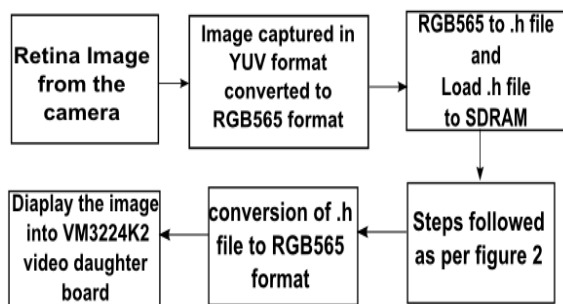 Retina Image
from the
camera
Image captured in
YUV format
converted to
RGB565 format
RGB565 to .h file
and
Load .h file
to SDRAM
Steps followed
as per figure 2
conversion of .h
file to RGB565
format
Diaplay the image
into VM3224K2
video daughter
board